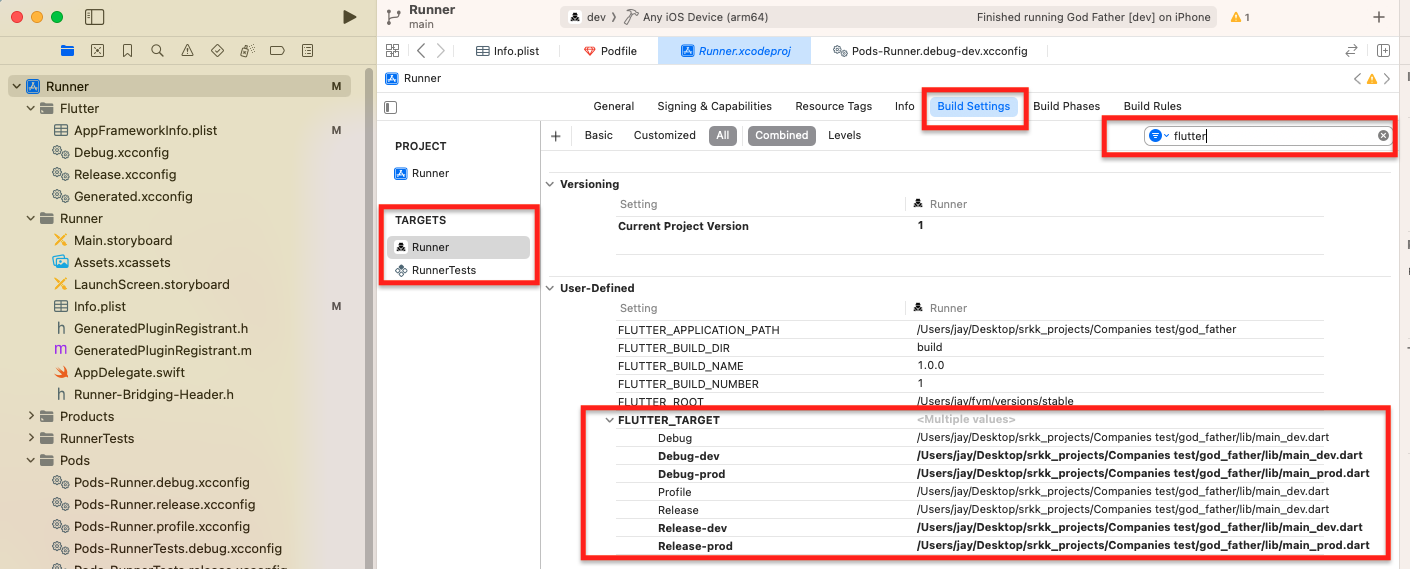 Runner
main
dev
Any iOS Device (arm64)
Finished running God Father [dev] on iPhone
1
Info.plist
Podfile
Runner.xcodeproj
Pods-Runner.debug-dev.xcconfig
Runner
General
Signing & Capabilities
Resource Tags
Info
Build Settings
Build Phases
Build Rules
Basic
Customized
All
Combined
Levels
flutter
Runner M
Flutter
AppFrameworkInfo.plist M
Debug.xcconfig
Release.xcconfig
Generated.xcconfig
Runner
Main.storyboard
Assets.xcassets
LaunchScreen.storyboard
Info.plist M
GeneratedPluginRegistrant.h
GeneratedPluginRegistrant.m
AppDelegate.swift
Runner-Bridging-Header.h
Products
RunnerTests
Pods
Pods-Runner.debug.xcconfig
Pods-Runner.release.xcconfig
Pods-Runner.profile.xcconfig
Pods-RunnerTests.debug.xcconfig
Pods-RunnerTests.release.xcconfig
PROJECT
Runner
TARGETS
Runner
RunnerTests
Versioning
Setting Runner
Current Project Version 1
User-Defined
Setting Runner
FLUTTER_APPLICATION_PATH /Users/jay/Desktop/srkk_projects/Companies test/god_father
FLUTTER_BUILD_DIR build
FLUTTER_BUILD_NAME 1.0.0
FLUTTER_BUILD_NUMBER 1
FLUTTER_ROOT /Users/jay/fvm/versions/stable
FLUTTER_TARGET <Multiple values>
Debug /Users/jay/Desktop/srkk_projects/Companies test/god_father/lib/main_dev.dart
Debug-dev /Users/jay/Desktop/srkk_projects/Companies test/god_father/lib/main_dev.dart
Debug-prod /Users/jay/Desktop/srkk_projects/Companies test/god_father/lib/main_prod.dart
Profile /Users/jay/Desktop/srkk_projects/Companies test/god_father/lib/main_dev.dart
Release /Users/jay/Desktop/srkk_projects/Companies test/god_father/lib/main_dev.dart
Release-dev /Users/jay/Desktop/srkk_projects/Companies test/god_father/lib/main_dev.dart
Release-prod /Users/jay/Desktop/srkk_projects/Companies test/god_father/lib/main_prod.dart